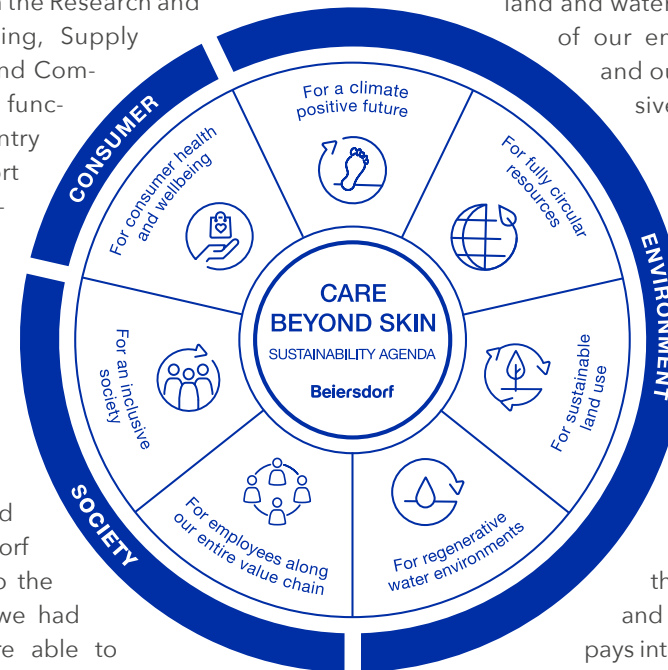 the Research and
ing, Supply
nd Com-
func-
ntry
rt
-
land and water
of our en
and ou
sive
CONSUMER
ENVIRONMENT
SOCIETY
For a climate
positive future
For fully circular
resources
For sustainable
land use
For regenerative
water environments
For employees along
our entire value chain
For an inclusive
society
For consumer health
and wellbeing
CARE
BEYOND SKIN
SUSTAINABILITY AGENDA
Beiersdorf
d
orf
o the
we had
re able to
th
and
pays int